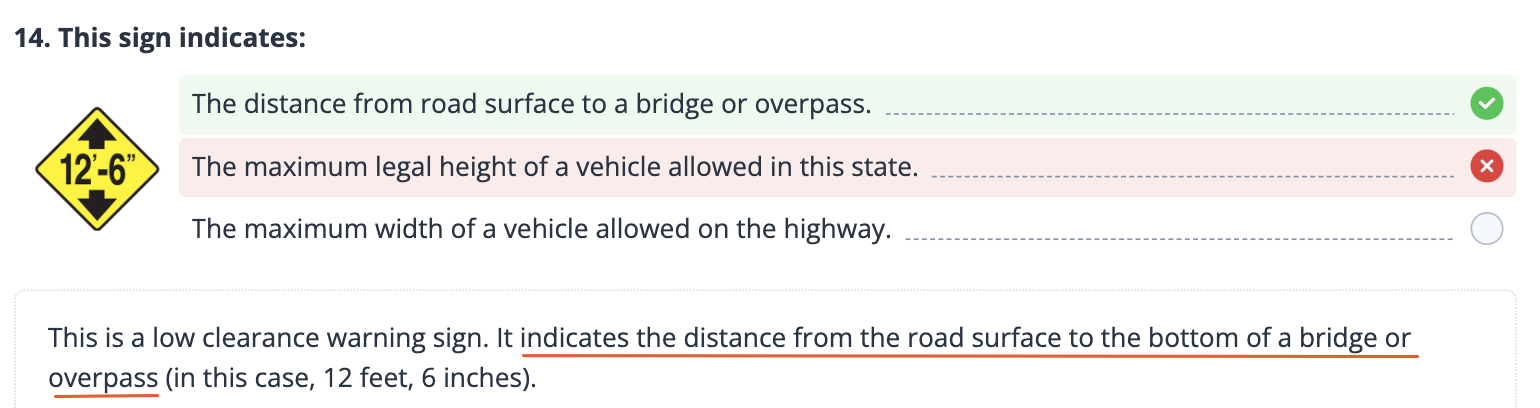 14. This sign indicates:
The distance from road surface to a bridge or overpass.
12'-6"
The maximum legal height of a vehicle allowed in this state.
The maximum width of a vehicle allowed on the highway.
This is a low clearance warning sign. It indicates the distance from the road surface to the bottom of a bridge or
overpass (in this case, 12 feet, 6 inches).